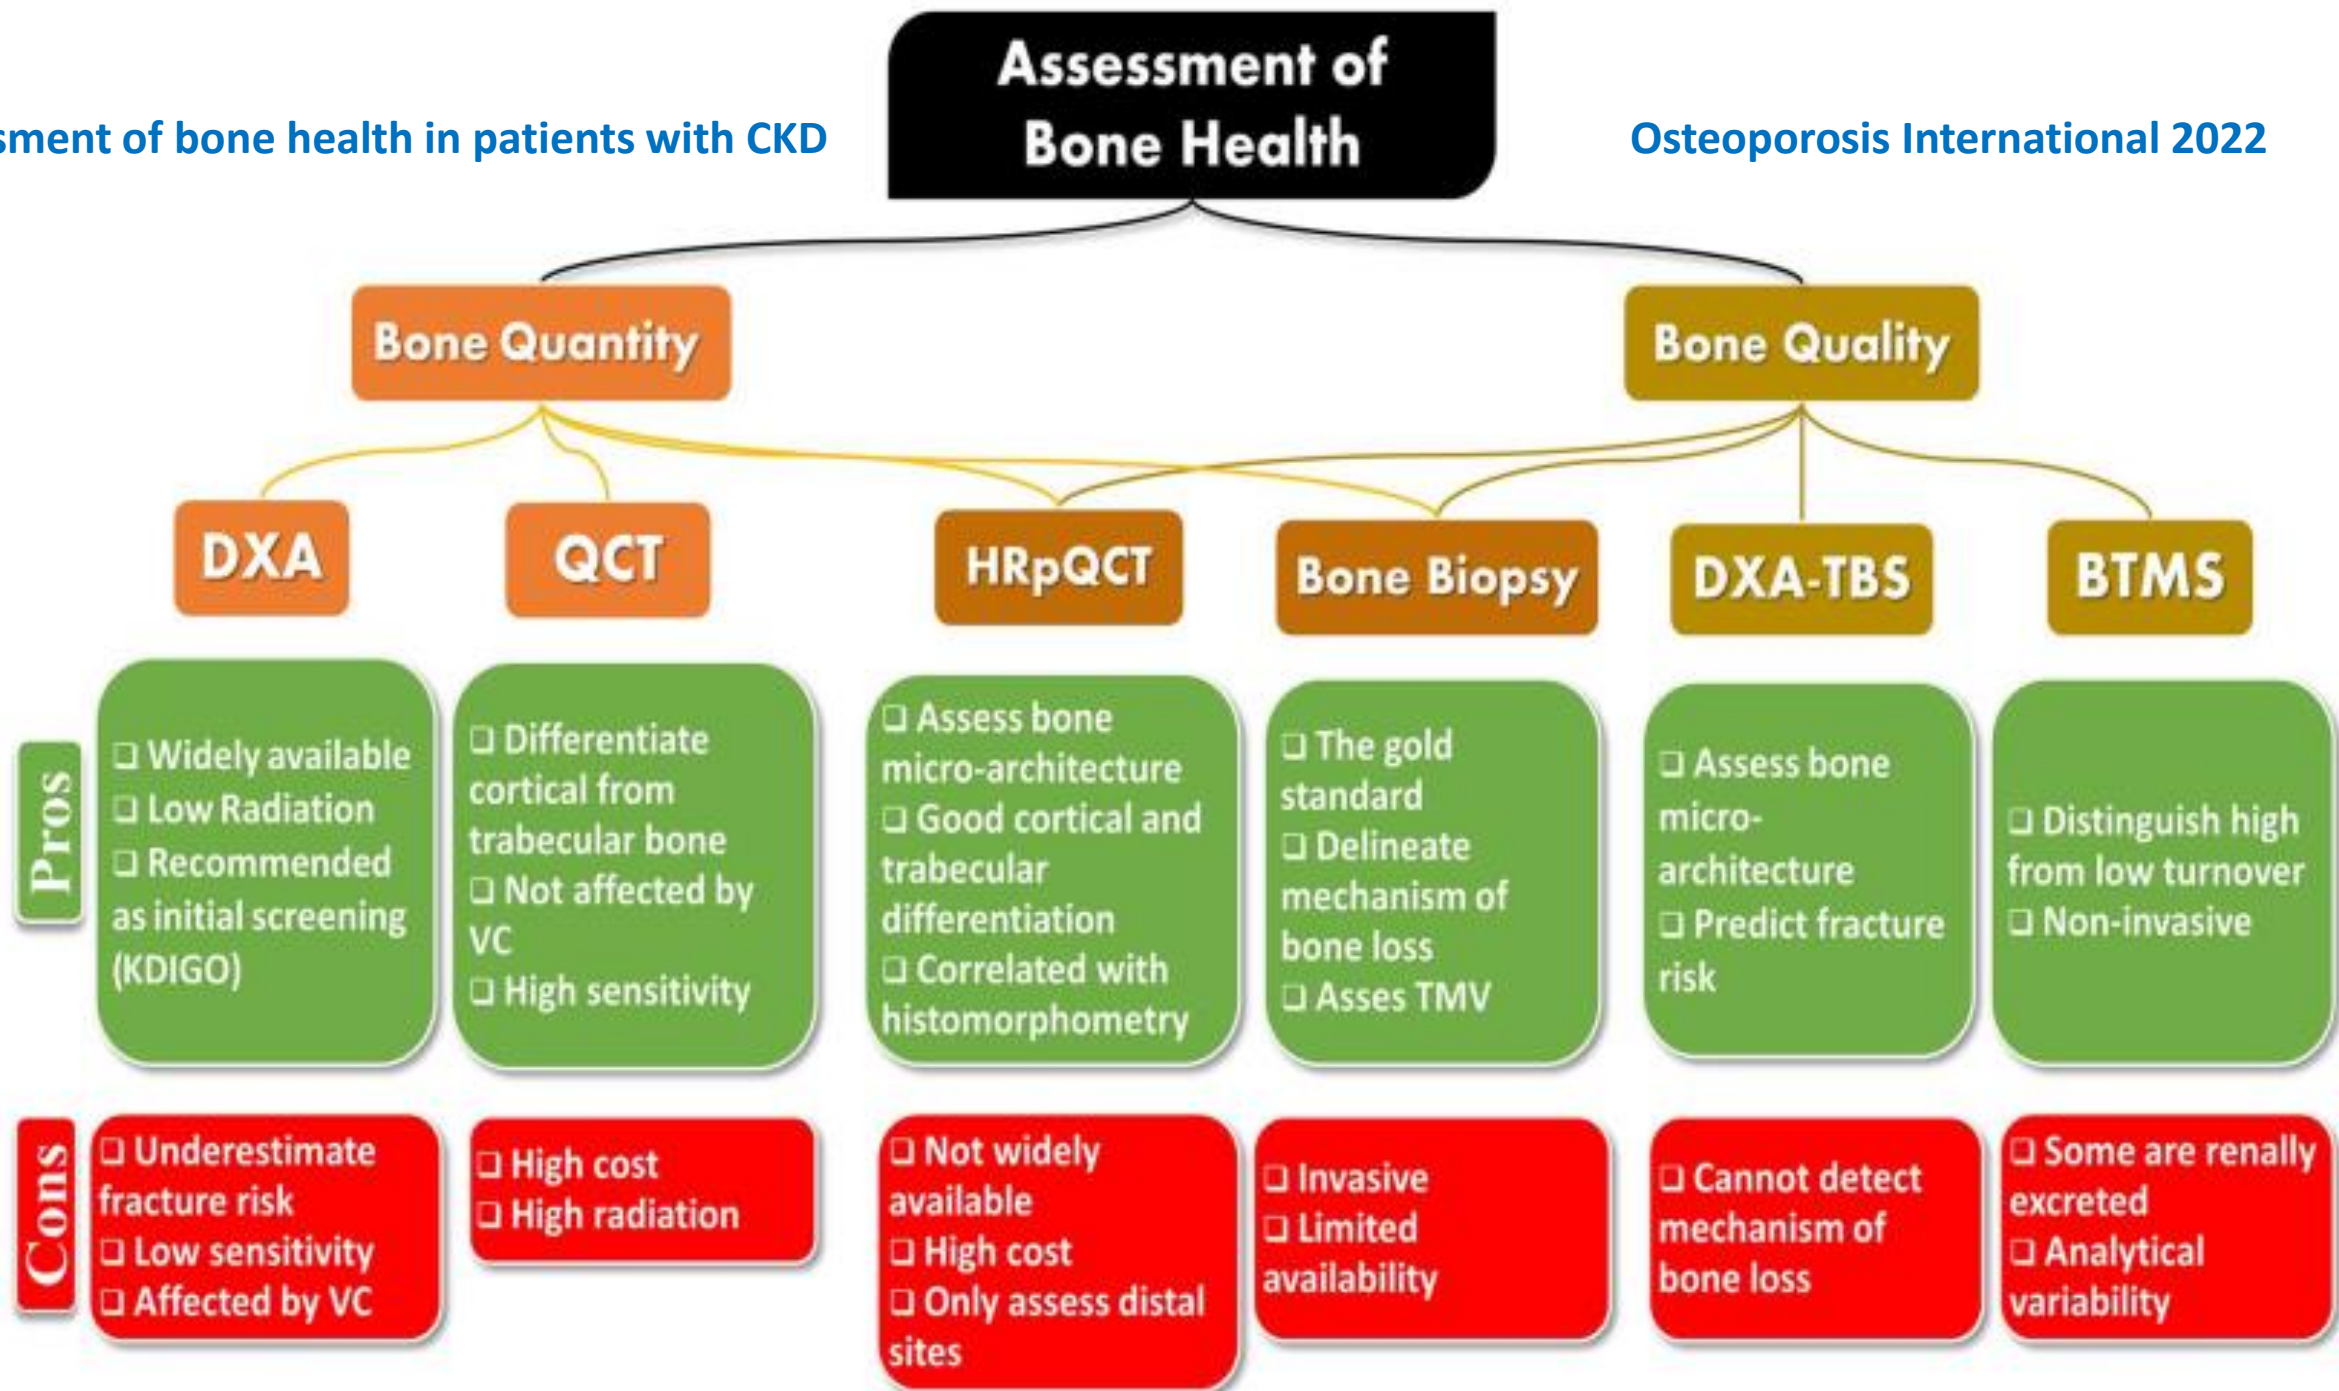 Assessment of
Bone Health
sment of bone health in patients with CKD
Osteoporosis International 2022
Bone Quantity
Bone Quality
DXA
QCT
HRpQCT
Bone Biopsy
DXA-TBS
BTMS
Pros
❑ Widely available
❑ Low Radiation
❑ Recommended
as initial screening
(KDIGO)
❑ Differentiate
cortical from
trabecular bone
❑ Not affected by
VC
❑ High sensitivity
❑ Assess bone
micro-architecture
❑ Good cortical and
trabecular
differentiation
❑ Correlated with
histomorphometry
❑ The gold
standard
❑ Delineate
mechanism of
bone loss
❑ Asses TMV
❑ Assess bone
micro-
architecture
❑ Predict fracture
risk
❑ Distinguish high
from low turnover
❑ Non-invasive
Cons
❑ Underestimate
fracture risk
❑ Low sensitivity
❑ Affected by VC
❑ High cost
❑ High radiation
❑ Not widely
available
❑ High cost
❑ Only assess distal
sites
❑ Invasive
❑ Limited
availability
❑ Cannot detect
mechanism of
bone loss
❑ Some are renally
excreted
❑ Analytical
variability